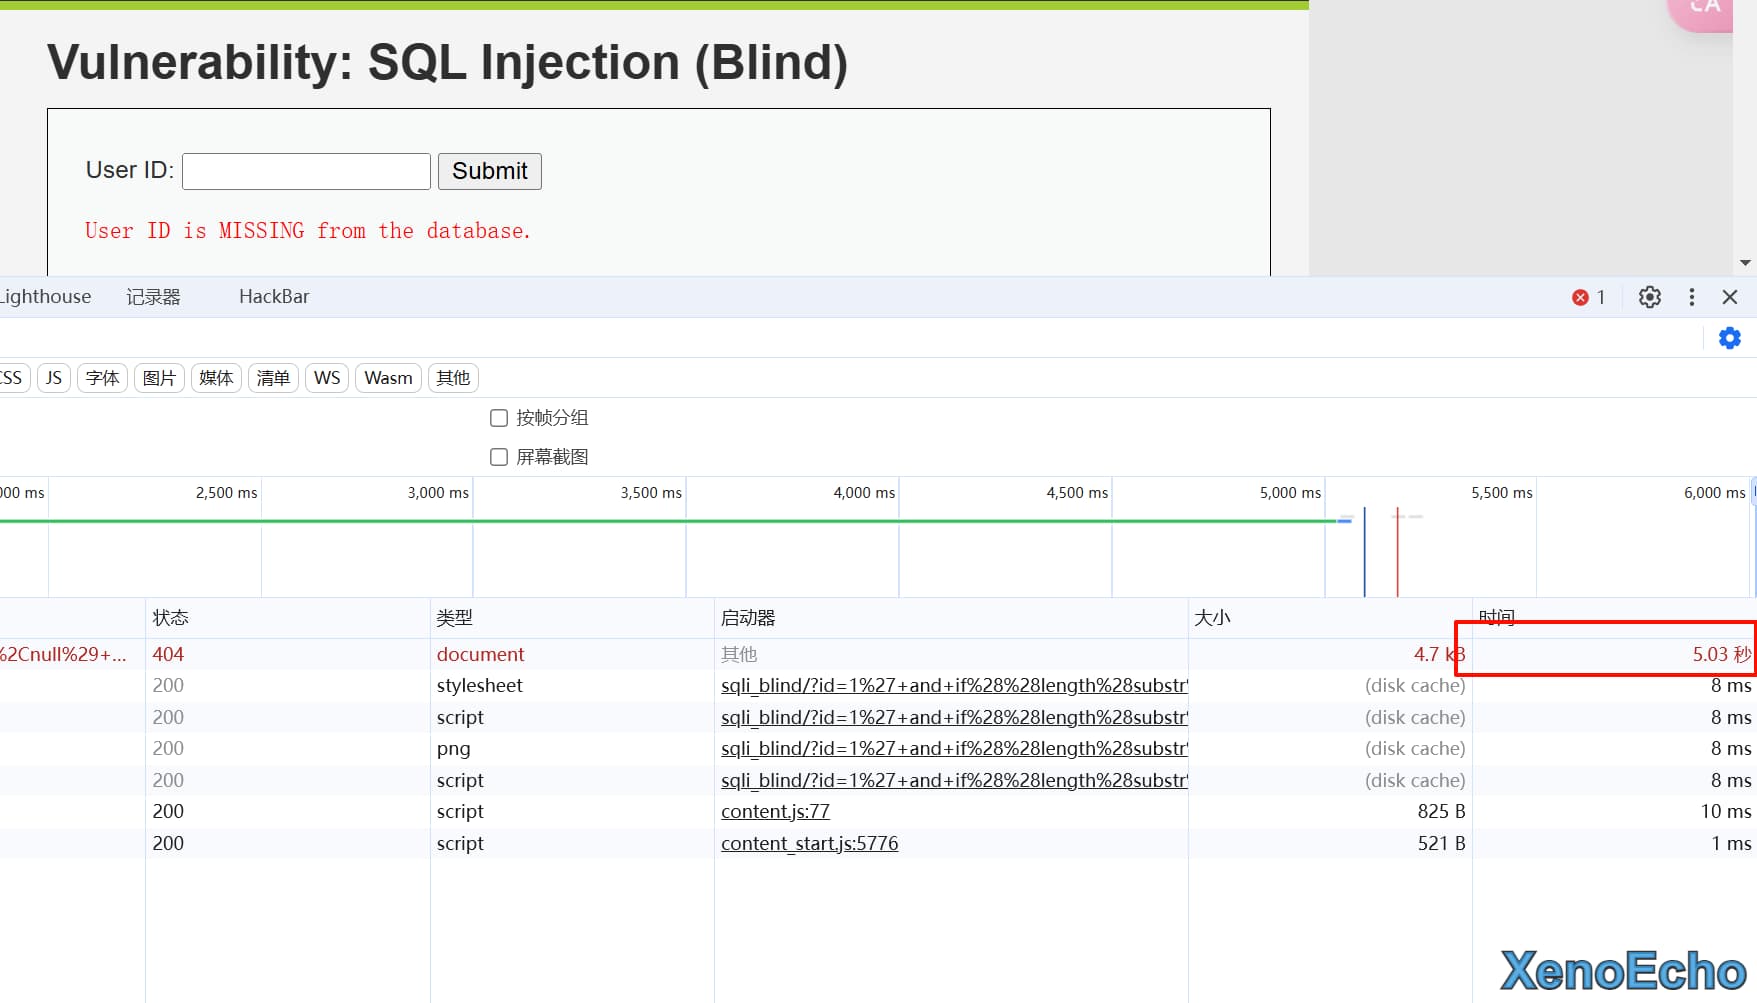 Vulnerability: SQL Injection (Blind)
User ID: Submit
User ID is MISSING from the database.
Lighthouse 记录器 HackBar 1
CSS JS 字体 图片 媒体 清单 WS Wasm 其他
按帧分组
屏幕截图
000 ms 2,500 ms 3,000 ms 3,500 ms 4,000 ms 4,500 ms 5,000 ms 5,500 ms 6,000 ms
状态 类型 启动器 大小 时间
%2Cnull%29+... 404 document 其他 4.7 kB 5.03 秒
200 stylesheet sqli_blind/?id=1%27+and+if%28%28length%28substr (disk cache) 8 ms
200 script sqli_blind/?id=1%27+and+if%28%28length%28substr (disk cache) 8 ms
200 png sqli_blind/?id=1%27+and+if%28%28length%28substr (disk cache) 8 ms
200 script sqli_blind/?id=1%27+and+if%28%28length%28substr (disk cache) 8 ms
200 script content.js:77 825 B 10 ms
200 script content_start.js:5776 521 B 1 ms
XenoEcho